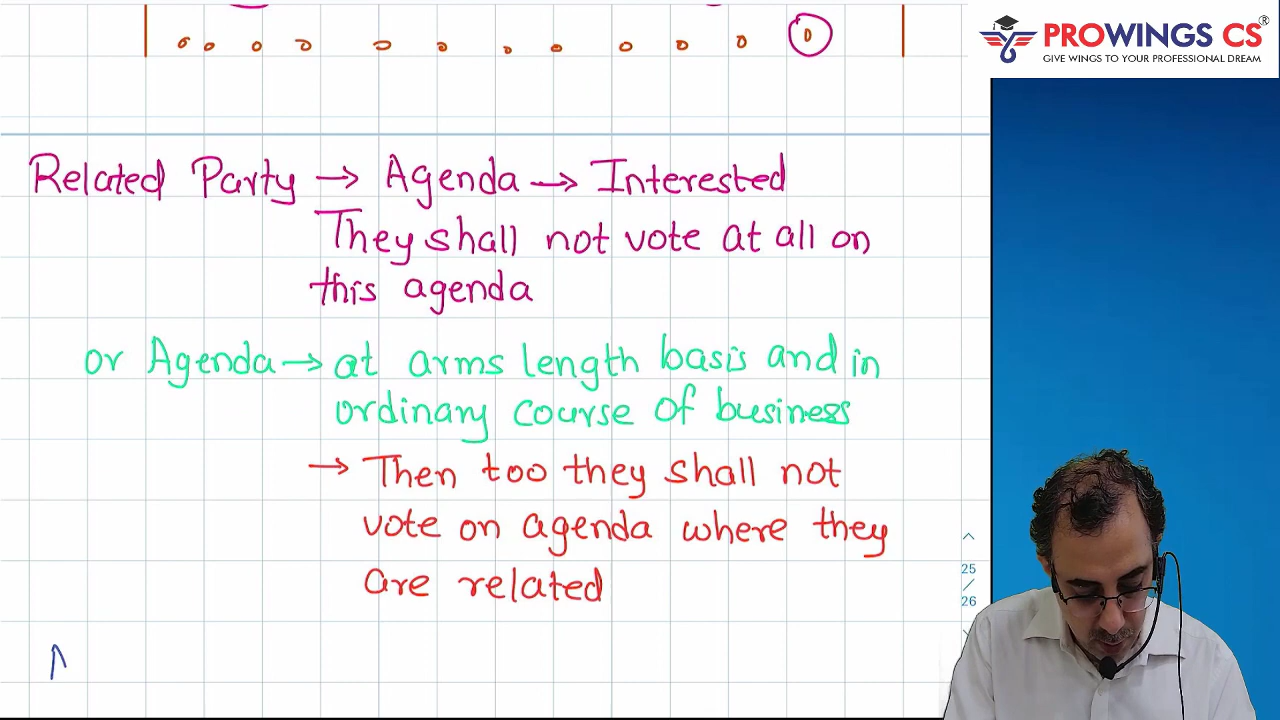 PROWINGS CS®
GIVE WINGS TO YOUR PROFESSIONAL DREAM
Related Party → Agenda → Interested
They shall not vote at all on
this agenda
or Agenda → at arms length basis and in
ordinary course of business
→ Then too they shall not
vote on agenda where they
are related
25
/
26